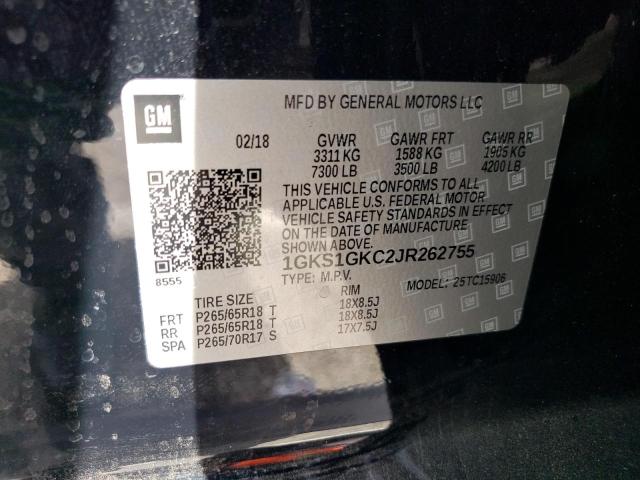 GM
MFD BY GENERAL MOTORS LLC
02/18 GVWR GAWR FRT GAWR RR
3311 KG 1588 KG 1905 KG
7300 LB 3500 LB 4200 LB
THIS VEHICLE CONFORMS TO ALL
APPLICABLE U.S. FEDERAL MOTOR
VEHICLE SAFETY STANDARDS IN EFFECT
ON THE DATE OF MANUFACTURE
SHOWN ABOVE.
1GKS1GKC2JR262755
8555
TYPE: M.P.V. MODEL: 25TC15906
TIRE SIZE RIM
FRT P265/65R18 T 18X8.5J
RR P265/65R18 T 18X8.5J
SPA P265/70R17 S 17X7.5J